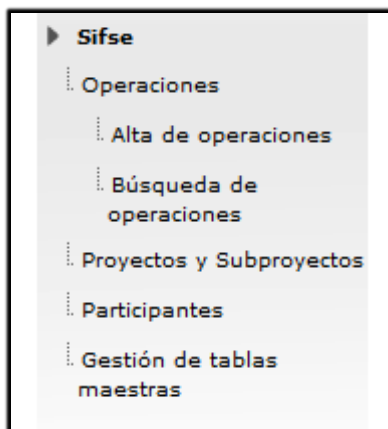 Sifse
Operaciones
Alta de operaciones
Búsqueda de
operaciones
Proyectos y Subproyectos
Participantes
Gestión de tablas
maestras